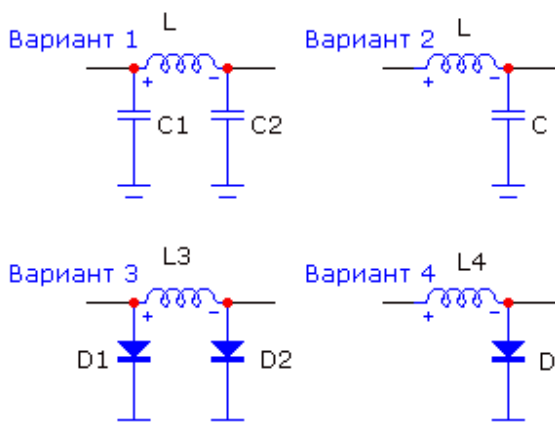 L
L
Вариант 1
Вариант 2
+
-
+
-
C1
C2
C
L3
L4
Вариант 3
Вариант 4
+
-
+
-
D1
D2
D